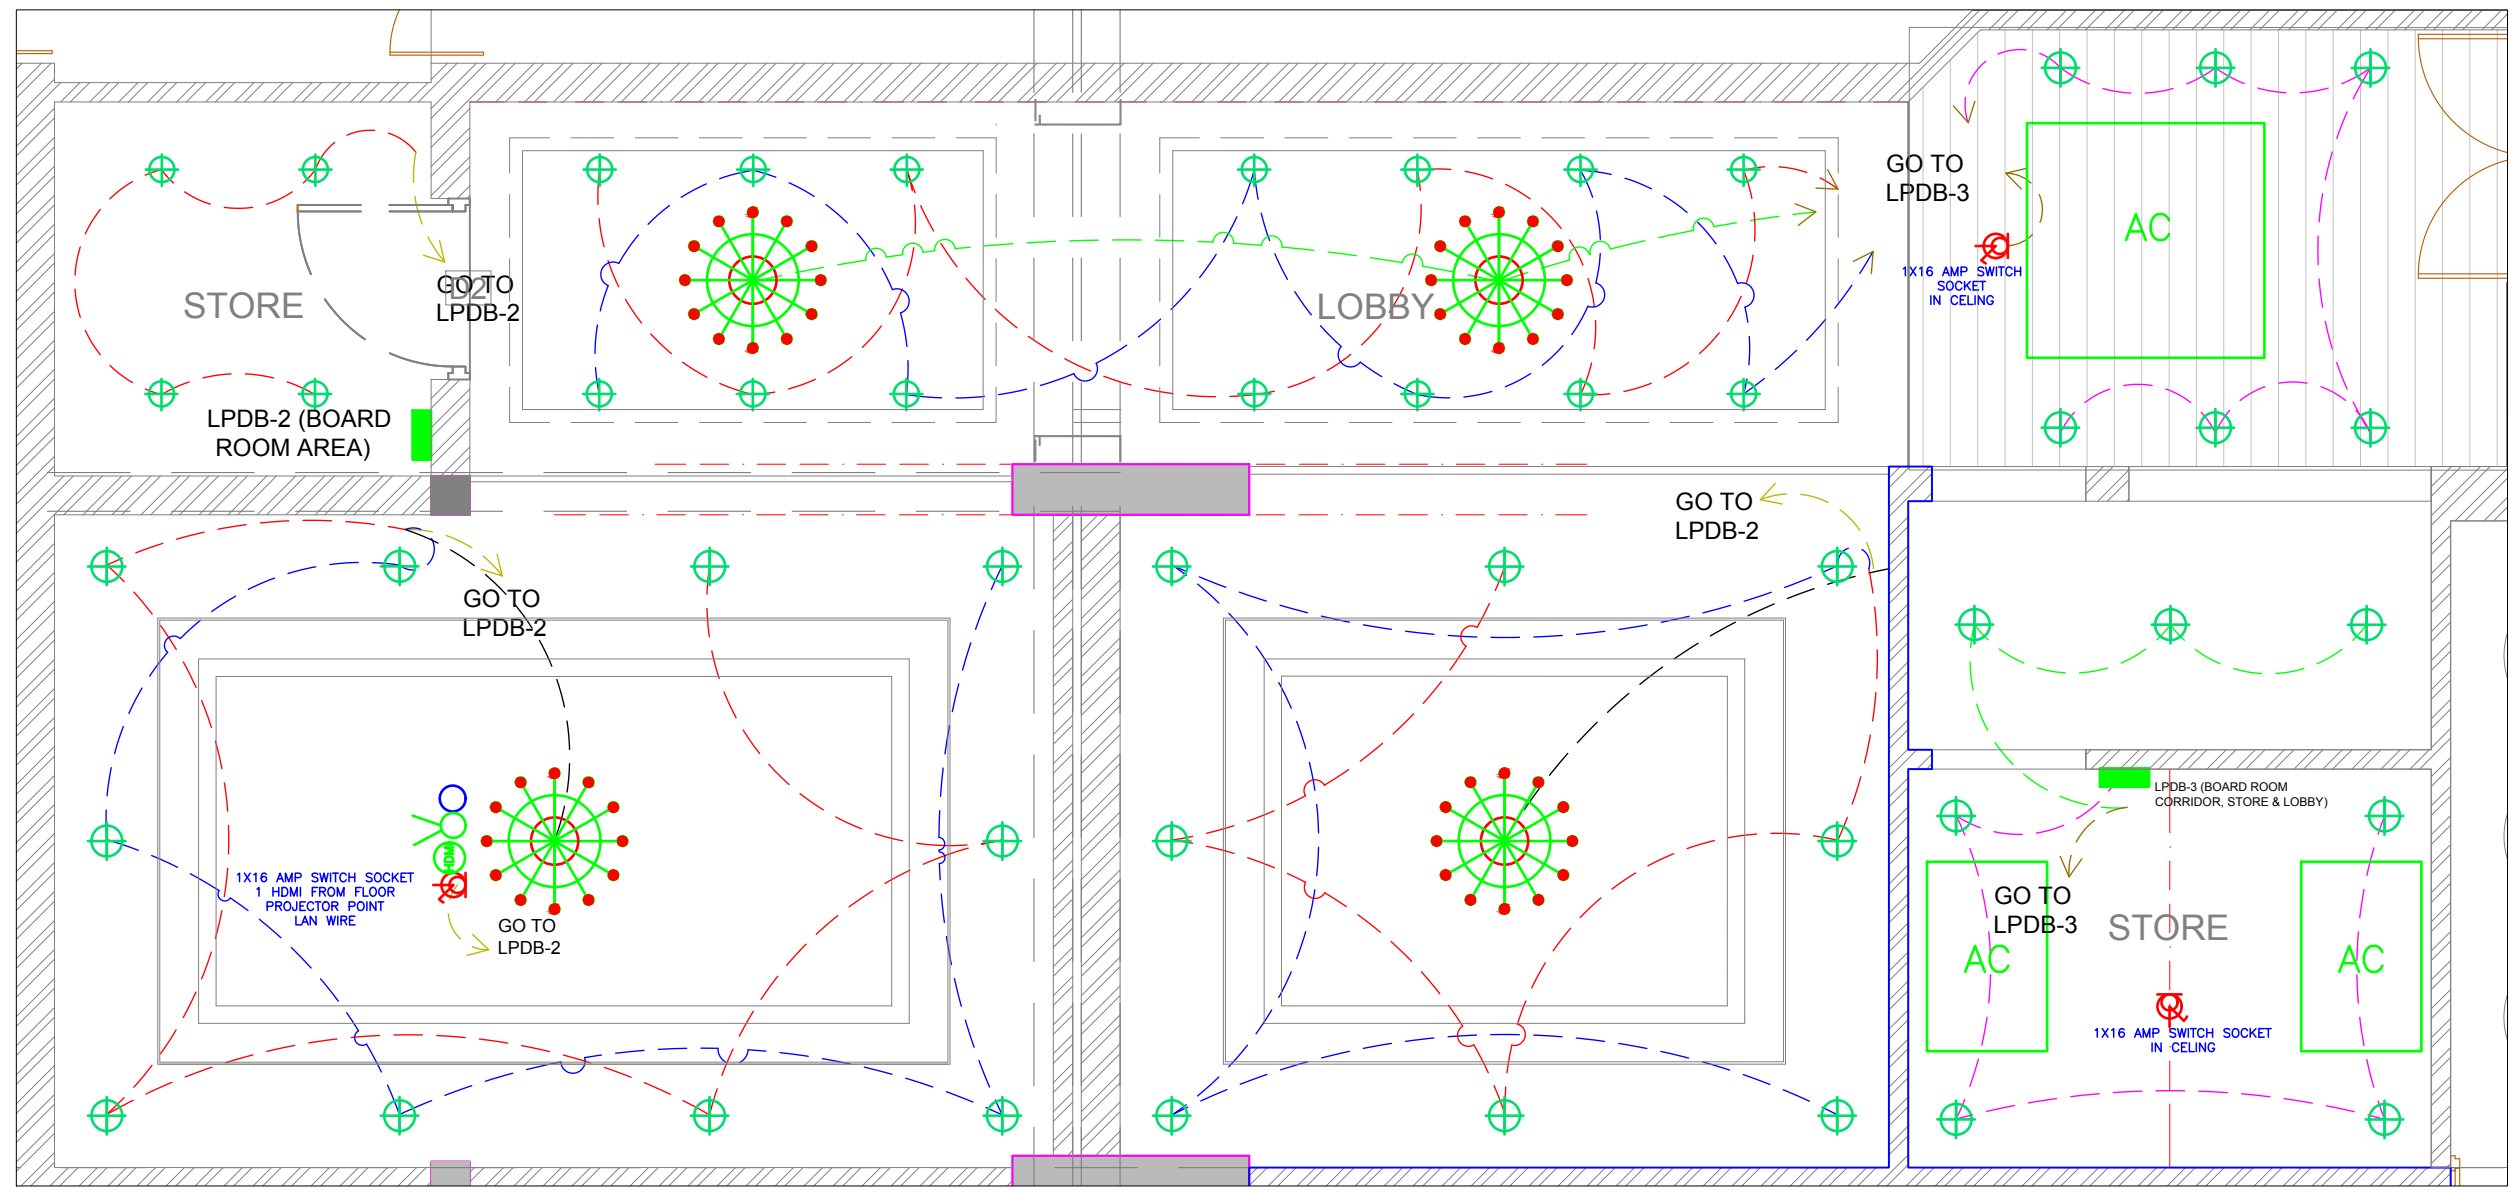 GO TO
LPDB-3
AC
1X16 AMP SWITCH
SOCKET
IN CELING
STORE
GO TO
D2
LPDB-2
LOBBY
LPDB-2 (BOARD
ROOM AREA)
GO TO
LPDB-2
GO TO
LPDB-2
LPDB-3 (BOARD ROOM
CORRIDOR, STORE & LOBBY)
HDMI
1X16 AMP SWITCH SOCKET
1 HDMI FROM FLOOR
PROJECTOR POINT
LAN WIRE
GO TO
LPDB-2
GO TO
LPDB-3
STORE
AC
AC
1X16 AMP SWITCH SOCKET
IN CELING